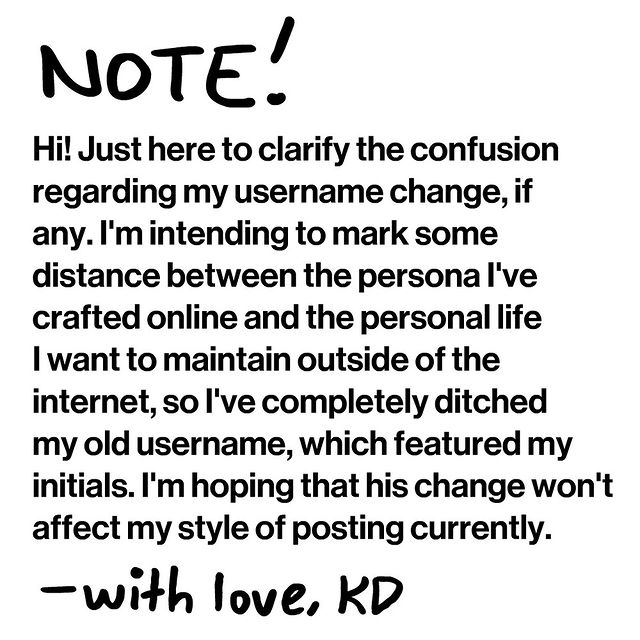 NOTE!
Hi! Just here to clarify the confusion
regarding my username change, if
any. I'm intending to mark some
distance between the persona I've
crafted online and the personal life
I want to maintain outside of the
internet, so I've completely ditched
my old username, which featured my
initials. I'm hoping that his change won't
affect my style of posting currently.
—with love, KD